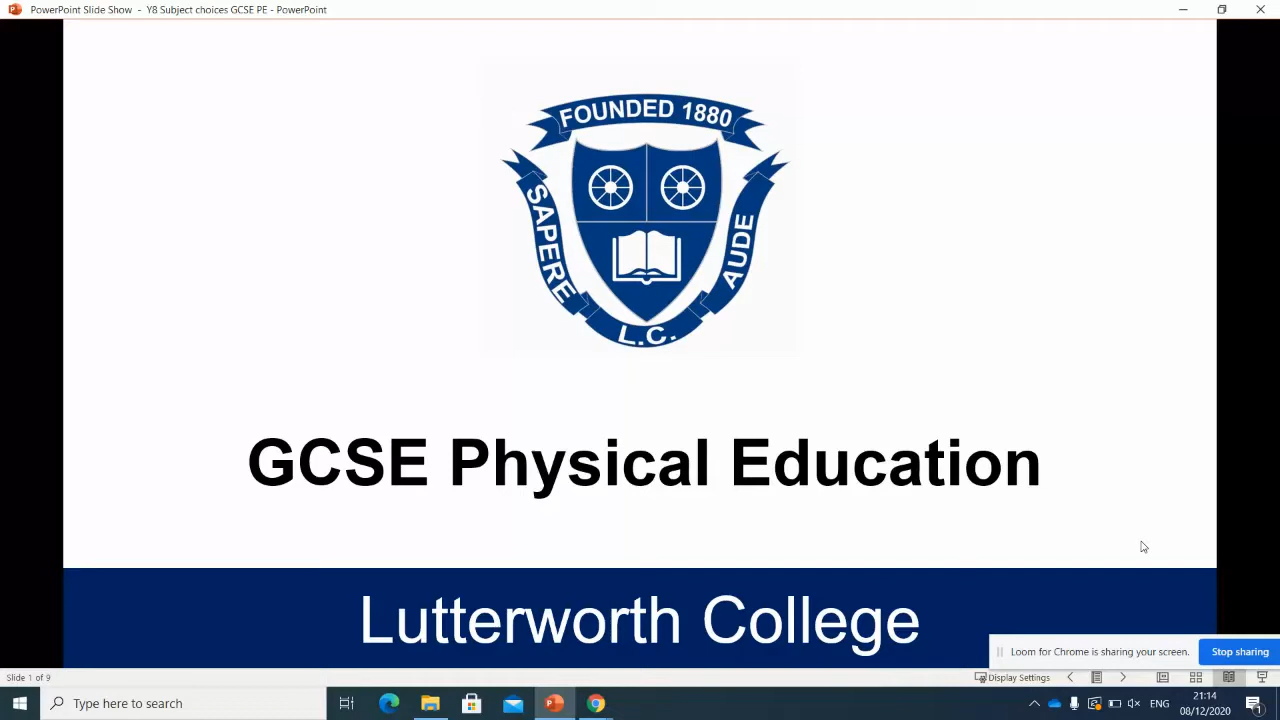 PowerPoint Slide Show - Y8 Subject choices GCSE PE - PowerPoint
FOUNDED 1880
SAPERE
AUDE
L.C.
GCSE Physical Education
Lutterworth College
Loom for Chrome is sharing your screen.
Stop sharing
Slide 1 of 9
Display Settings
Type here to search
ENG
21:14
08/12/2020
1